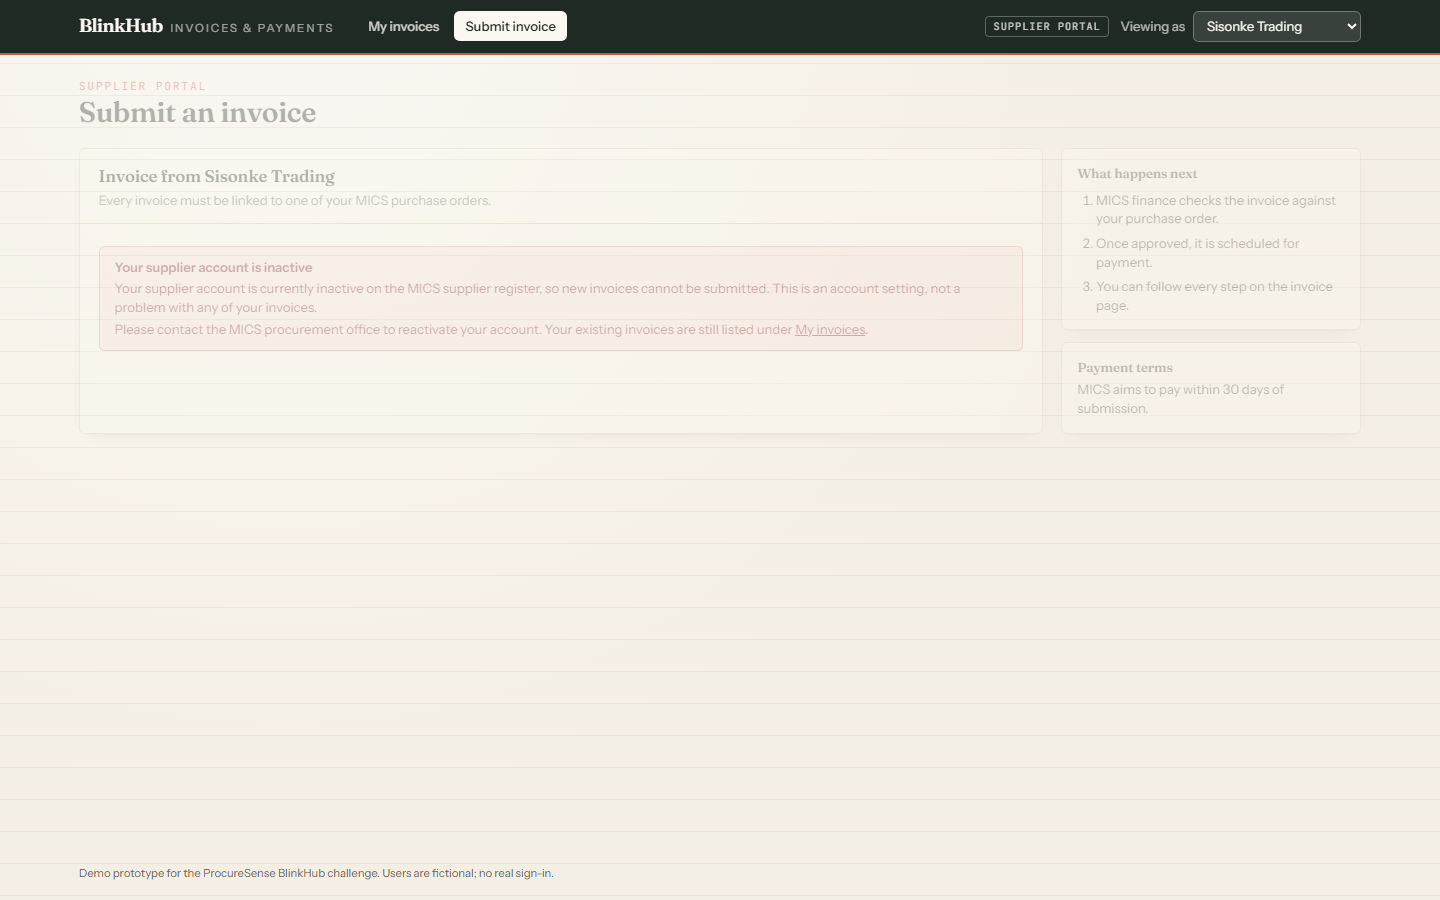 BlinkHub INVOICES & PAYMENTS My invoices Submit invoice SUPPLIER PORTAL Viewing as Sisonke Trading
SUPPLIER PORTAL
Submit an invoice
Invoice from Sisonke Trading
Every invoice must be linked to one of your MICS purchase orders.
Your supplier account is inactive
Your supplier account is currently inactive on the MICS supplier register, so new invoices cannot be submitted. This is an account setting, not a
problem with any of your invoices.
Please contact the MICS procurement office to reactivate your account. Your existing invoices are still listed under My invoices.
What happens next
1. MICS finance checks the invoice against
your purchase order.
2. Once approved, it is scheduled for
payment.
3. You can follow every step on the invoice
page.
Payment terms
MICS aims to pay within 30 days of
submission.
Demo prototype for the ProcureSense BlinkHub challenge. Users are fictional; no real sign-in.